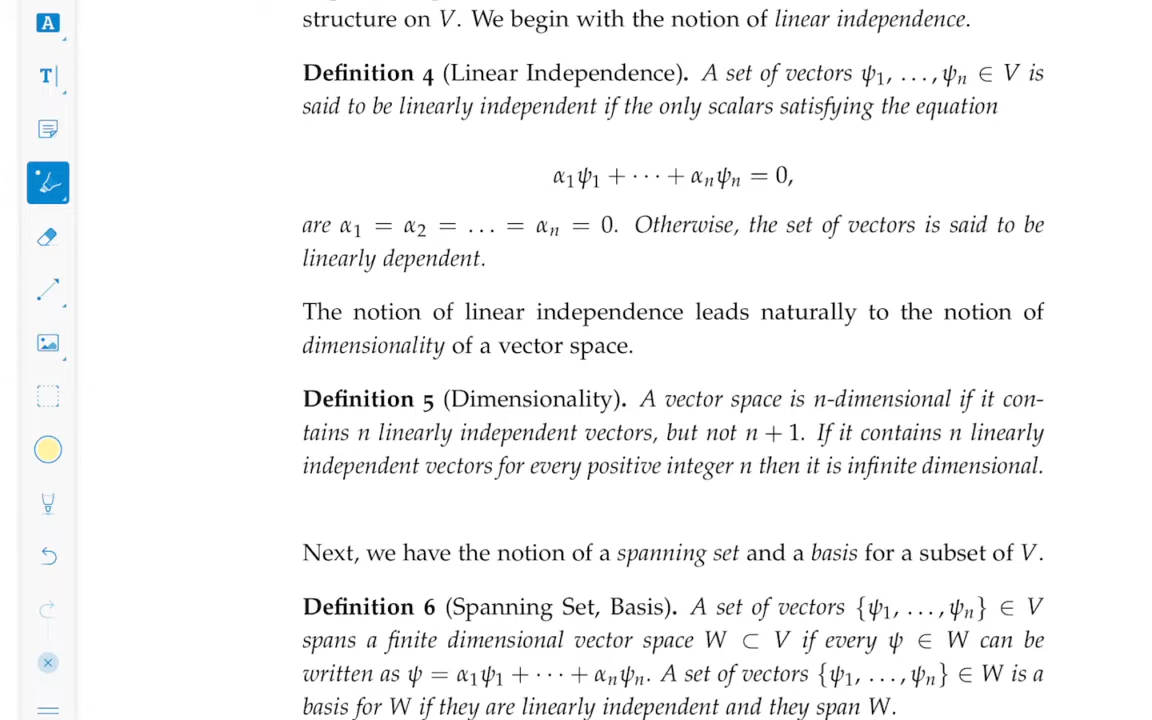 structure on V. We begin with the notion of linear independence.
Definition 4 (Linear Independence). A set of vectors ψ₁, . . . , ψₙ ∈ V is
said to be linearly independent if the only scalars satisfying the equation
α₁ψ₁ + · · · + αₙψₙ = 0,
are α₁ = α₂ = . . . = αₙ = 0. Otherwise, the set of vectors is said to be
linearly dependent.
The notion of linear independence leads naturally to the notion of
dimensionality of a vector space.
Definition 5 (Dimensionality). A vector space is n-dimensional if it con-
tains n linearly independent vectors, but not n + 1. If it contains n linearly
independent vectors for every positive integer n then it is infinite dimensional.
Next, we have the notion of a spanning set and a basis for a subset of V.
Definition 6 (Spanning Set, Basis). A set of vectors {ψ₁, . . . , ψₙ} ∈ V
spans a finite dimensional vector space W ⊂ V if every ψ ∈ W can be
written as ψ = α₁ψ₁ + · · · + αₙψₙ. A set of vectors {ψ₁, . . . , ψₙ} ∈ W is a
basis for W if they are linearly independent and they span W.